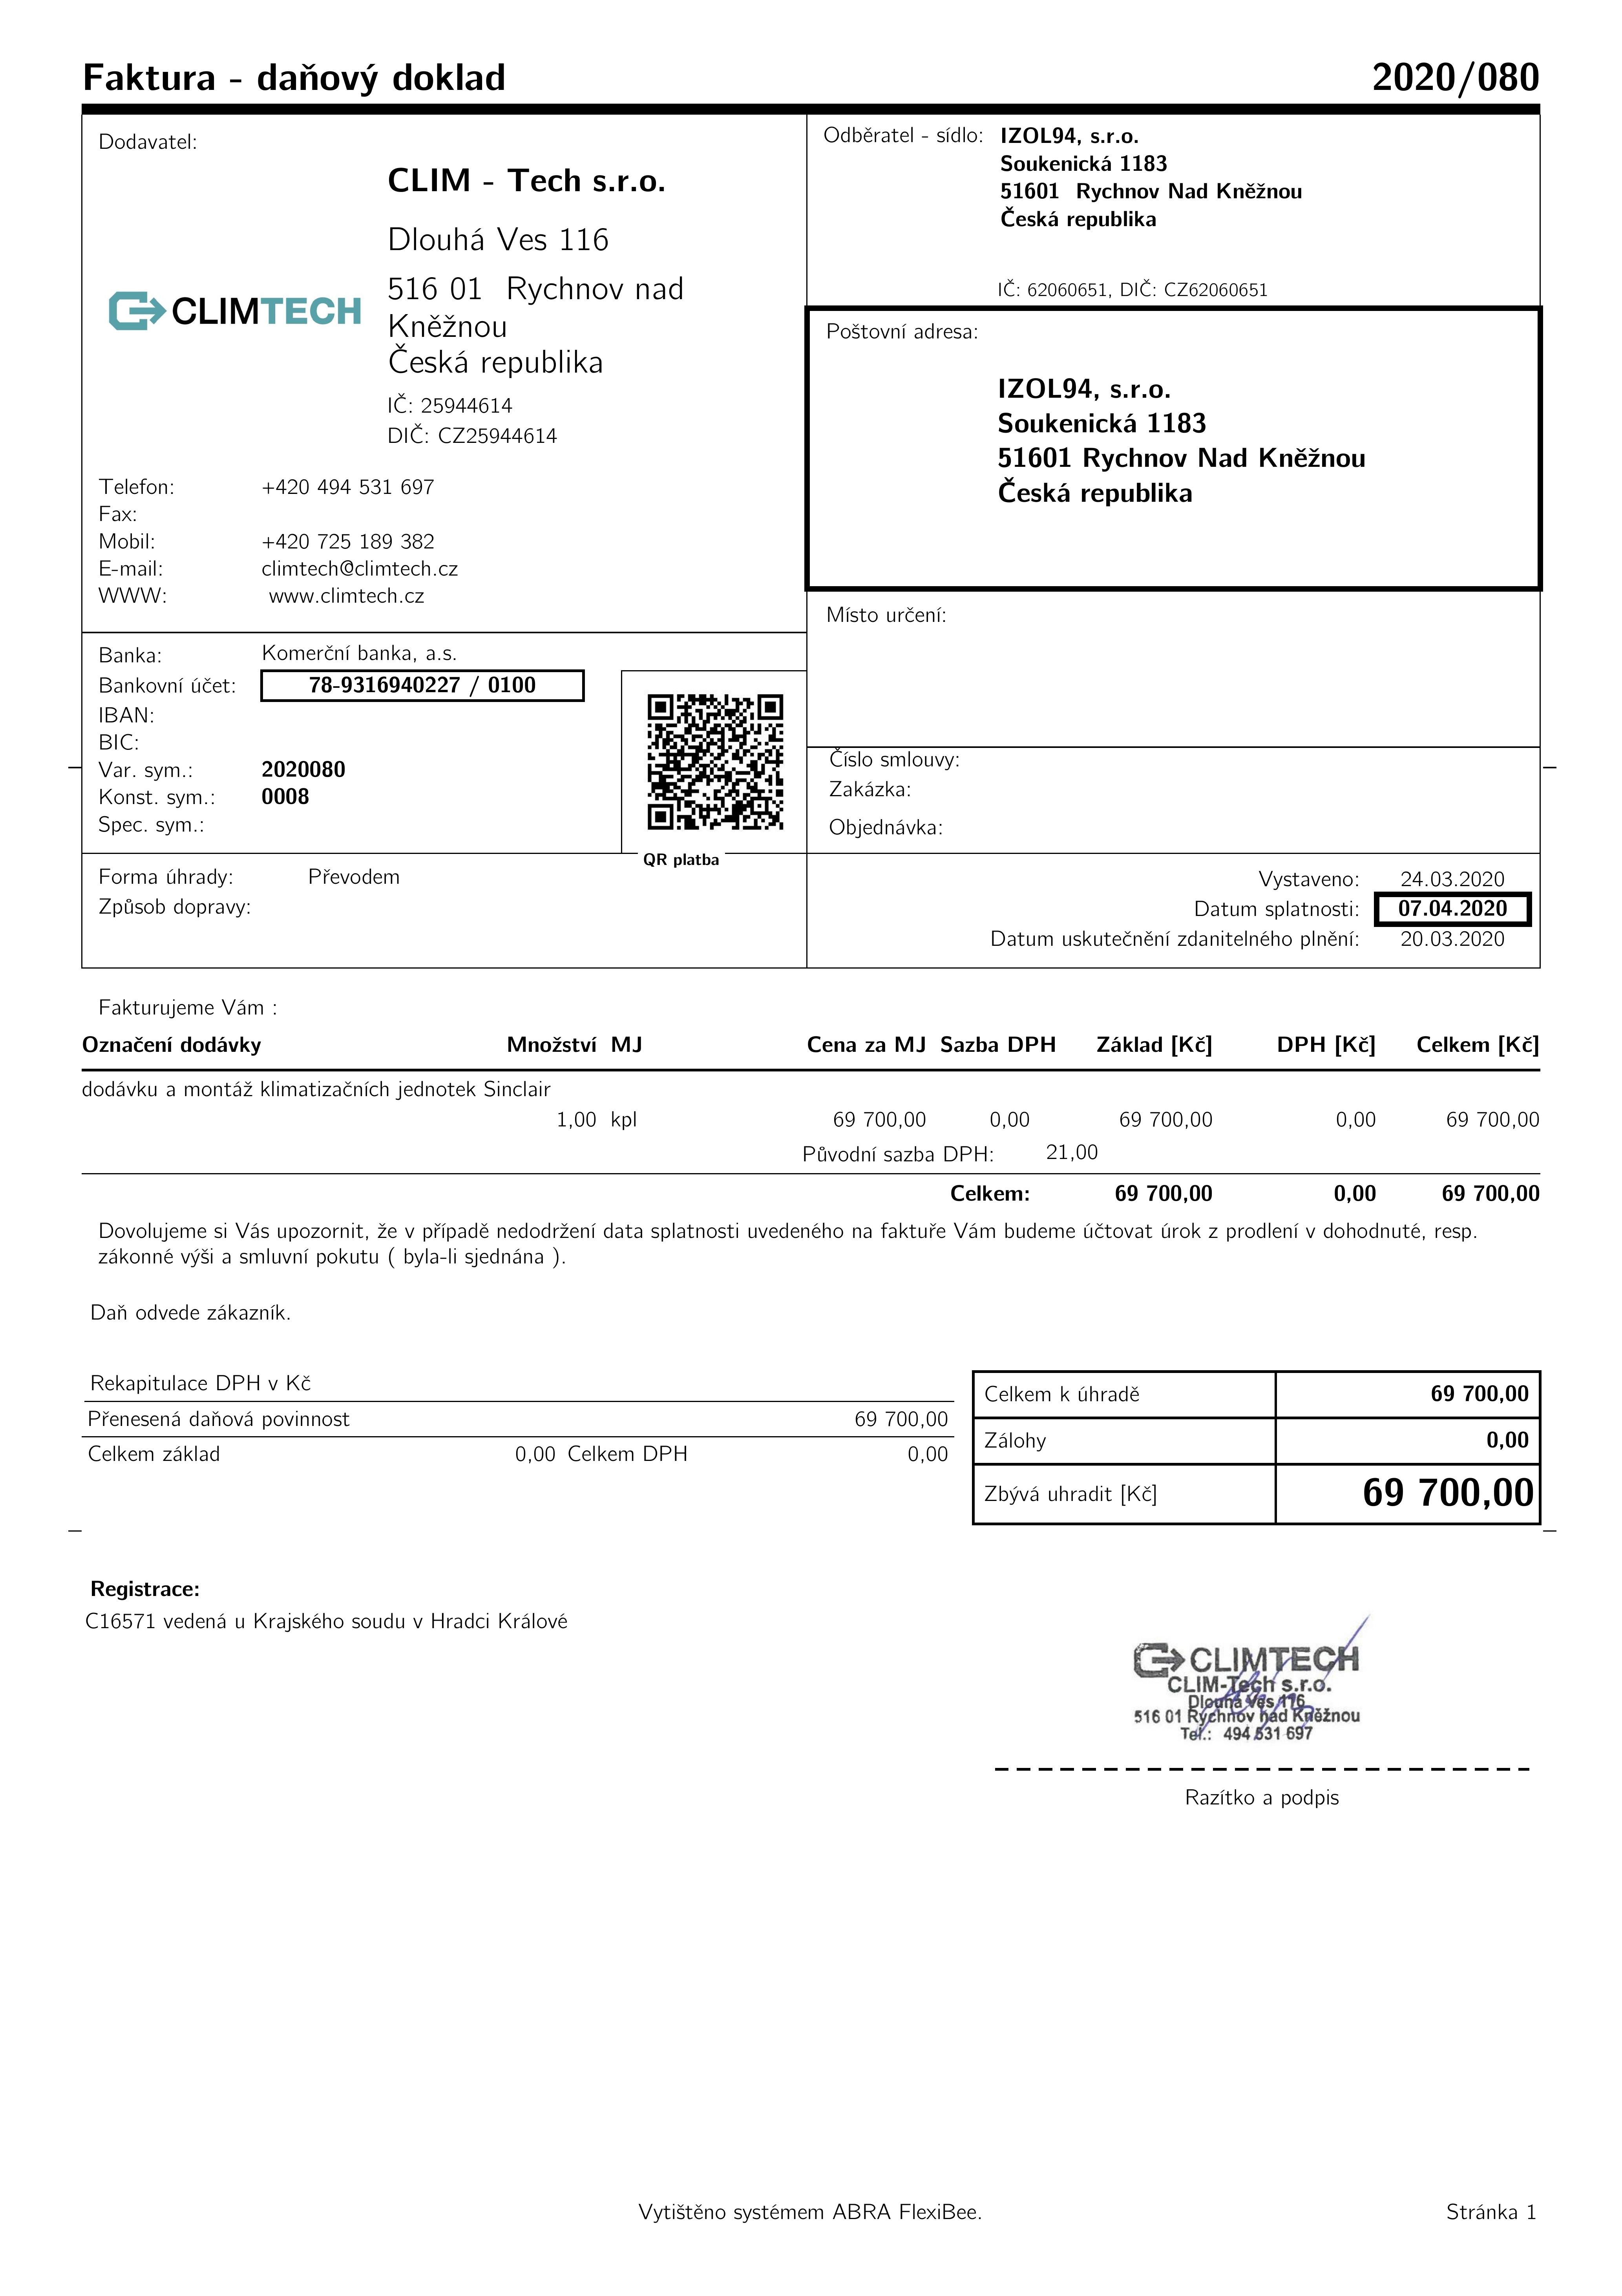 Faktura - daňový doklad 2020/080
Dodavatel:
CLIM - Tech s.r.o.
Dlouhá Ves 116
516 01 Rychnov nad
Kněžnou
Česká republika
CLIMTECH
IČ: 25944614
DIČ: CZ25944614
Telefon: +420 494 531 697
Fax:
Mobil: +420 725 189 382
E-mail: climtech@climtech.cz
WWW: www.climtech.cz
Odběratel - sídlo: IZOL94, s.r.o.
Soukenická 1183
51601 Rychnov Nad Kněžnou
Česká republika
IČ: 62060651, DIČ: CZ62060651
Poštovní adresa:
IZOL94, s.r.o.
Soukenická 1183
51601 Rychnov Nad Kněžnou
Česká republika
Místo určení:
Banka: Komerční banka, a.s.
Bankovní účet: 78-9316940227 / 0100
IBAN:
BIC:
Var. sym.: 2020080
Konst. sym.: 0008
Spec. sym.:
QR platba
Číslo smlouvy:
Zakázka:
Objednávka:
Forma úhrady: Převodem
Způsob dopravy:
Vystaveno: 24.03.2020
Datum splatnosti: 07.04.2020
Datum uskutečnění zdanitelného plnění: 20.03.2020
Fakturujeme Vám :
Označení dodávky Množství MJ Cena za MJ Sazba DPH Základ [Kč] DPH [Kč] Celkem [Kč]
dodávku a montáž klimatizačních jednotek Sinclair
1,00 kpl 69 700,00 0,00 69 700,00 0,00 69 700,00
Původní sazba DPH: 21,00
Celkem: 69 700,00 0,00 69 700,00
Dovolujeme si Vás upozornit, že v případě nedodržení data splatnosti uvedeného na faktuře Vám budeme účtovat úrok z prodlení v dohodnuté, resp.
zákonné výši a smluvní pokutu ( byla-li sjednána ).
Daň odvede zákazník.
Rekapitulace DPH v Kč
Přenesená daňová povinnost 69 700,00
Celkem základ 0,00 Celkem DPH 0,00
Celkem k úhradě 69 700,00
Zálohy 0,00
Zbývá uhradit [Kč] 69 700,00
Registrace:
C16571 vedená u Krajského soudu v Hradci Králové
CLIMTECH
CLIM-Tech s.r.o.
Dlouhá Ves 116
516 01 Rychnov nad Kněžnou
Tel.: 494 531 697
Razítko a podpis
Vytištěno systémem ABRA FlexiBee. Stránka 1